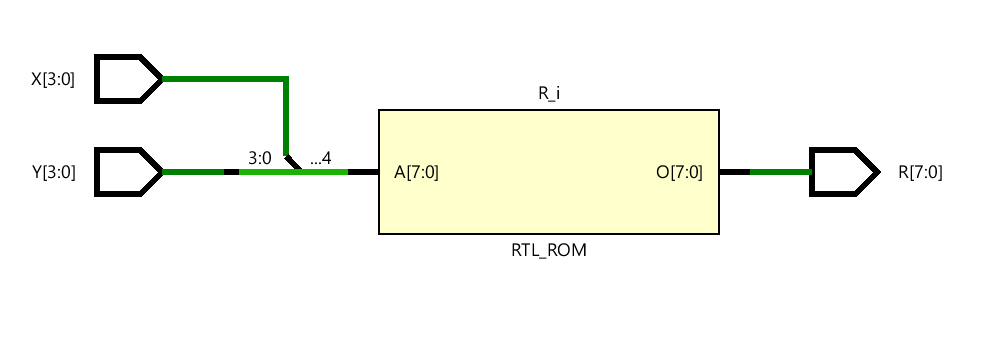 X[3:0]
R_i
3:0 ...4
Y[3:0]
A[7:0]
O[7:0]
R[7:0]
RTL_ROM